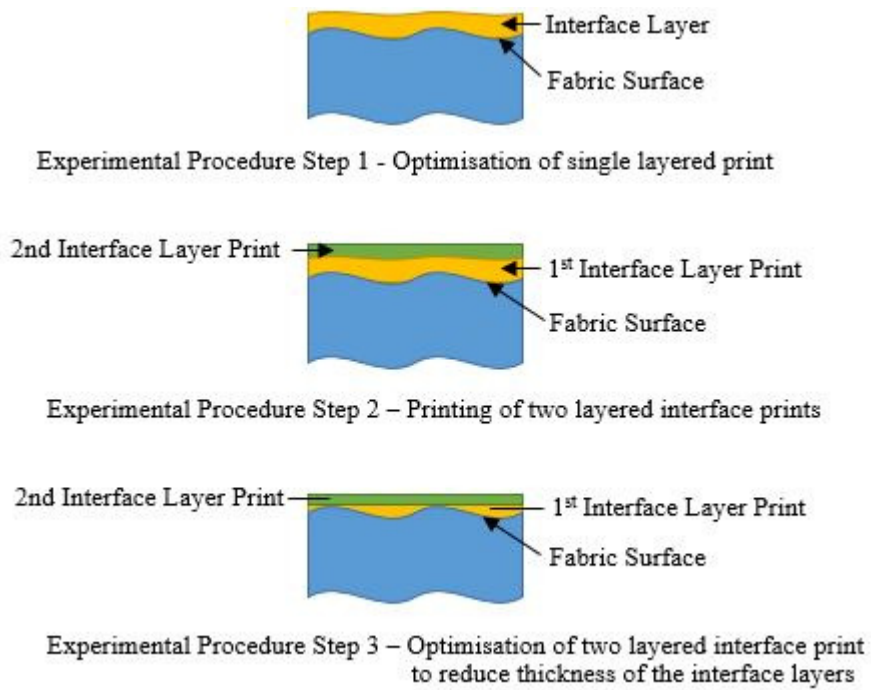 Interface Layer
Fabric Surface
Experimental Procedure Step 1 - Optimisation of single layered print
2nd Interface Layer Print
1st Interface Layer Print
Fabric Surface
Experimental Procedure Step 2 – Printing of two layered interface prints
2nd Interface Layer Print
1st Interface Layer Print
Fabric Surface
Experimental Procedure Step 3 – Optimisation of two layered interface print
to reduce thickness of the interface layers